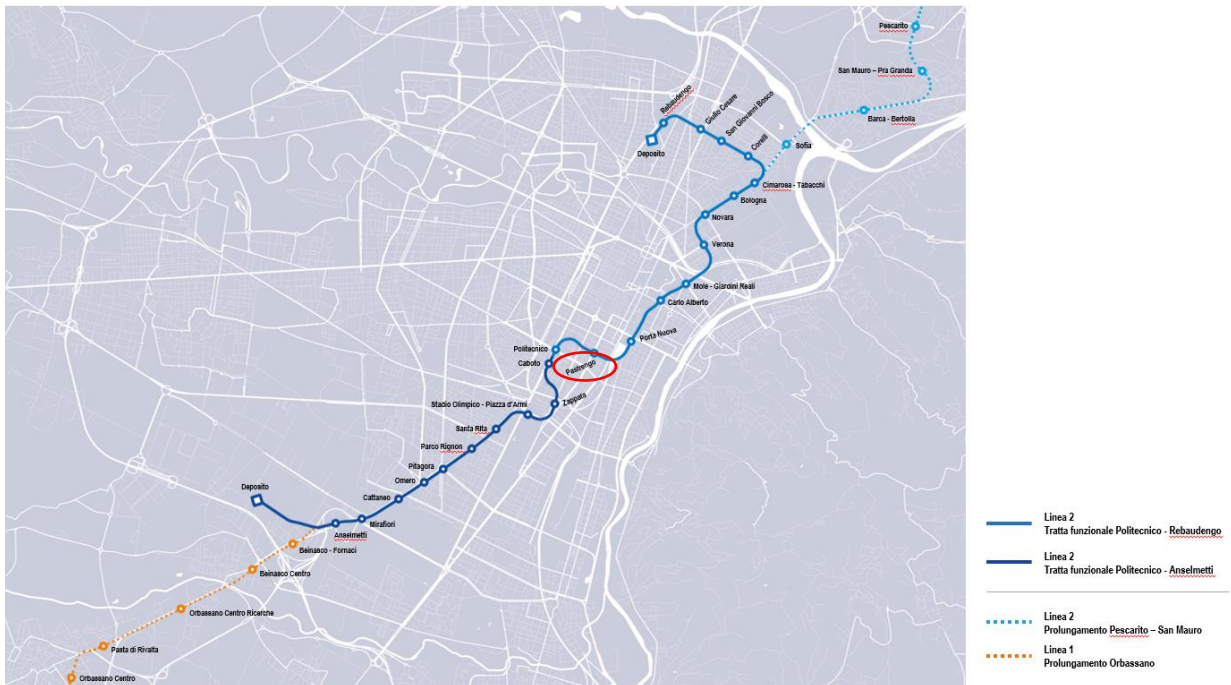 Pescarito
San Mauro – Pra Granda
Barca - Bertolla
Sofia
Rebaudengo
Giulio Cesare
San Giovanni Bosco
Corelli
Deposito
Cimarosa - Tabacchi
Bologna
Novara
Verona
Mole - Giardini Reali
Carlo Alberto
Porta Nuova
Politecnico
Pastrengo
Caboto
Zappata
Stadio Olimpico - Piazza d'Armi
Santa Rita
Parco Rignon
Pitagora
Omero
Cattaneo
Deposito
Mirafiori
Anselmetti
Beinasco - Fornaci
Beinasco Centro
Orbassano Centro Ricerche
Pasta di Rivalta
Orbassano Centro
Linea 2
Tratta funzionale Politecnico - Rebaudengo
Linea 2
Tratta funzionale Politecnico - Anselmetti
Linea 2
Prolungamento Pescarito – San Mauro
Linea 1
Prolungamento Orbassano